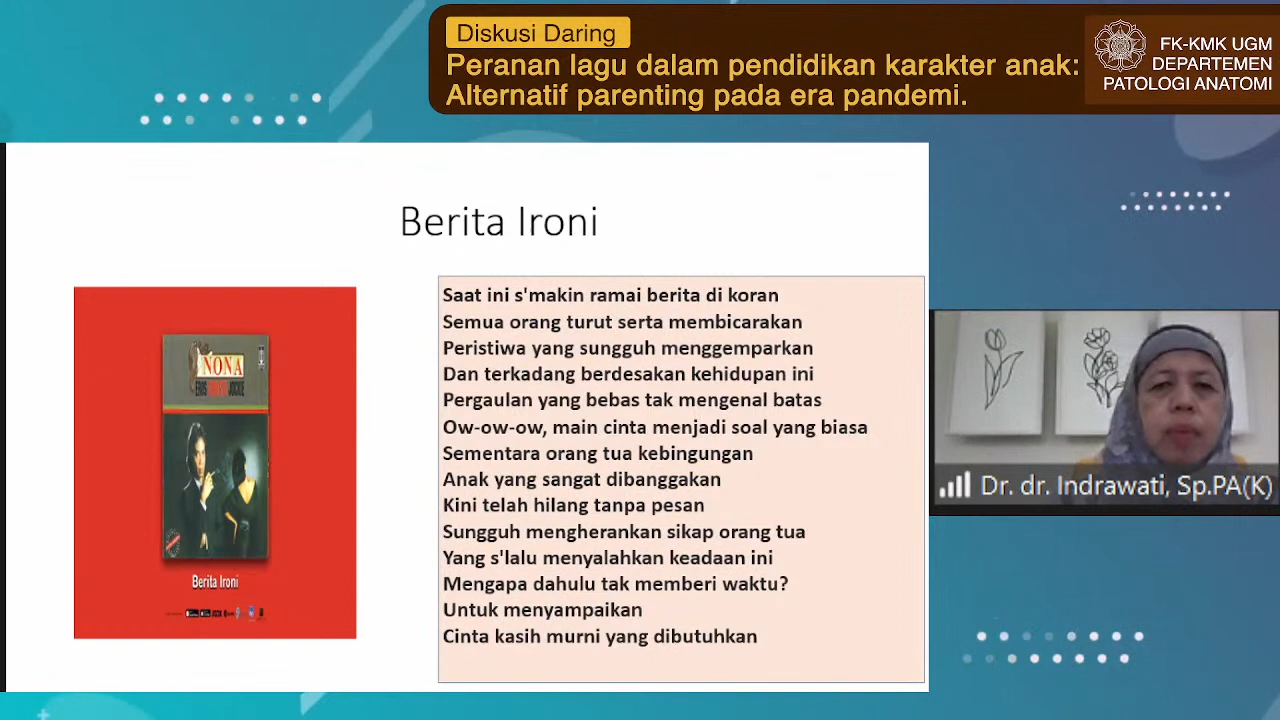 Diskusi Daring
Peranan lagu dalam pendidikan karakter anak:
Alternatif parenting pada era pandemi.
FK-KMK UGM
DEPARTEMEN
PATOLOGI ANATOMI
Berita Ironi
NONA
Berita Ironi
Saat ini s'makin ramai berita di koran
Semua orang turut serta membicarakan
Peristiwa yang sungguh menggemparkan
Dan terkadang berdesakan kehidupan ini
Pergaulan yang bebas tak mengenal batas
Ow-ow-ow, main cinta menjadi soal yang biasa
Sementara orang tua kebingungan
Anak yang sangat dibanggakan
Kini telah hilang tanpa pesan
Sungguh mengherankan sikap orang tua
Yang s'lalu menyalahkan keadaan ini
Mengapa dahulu tak memberi waktu?
Untuk menyampaikan
Cinta kasih murni yang dibutuhkan
Dr. dr. Indrawati, Sp.PA(K)